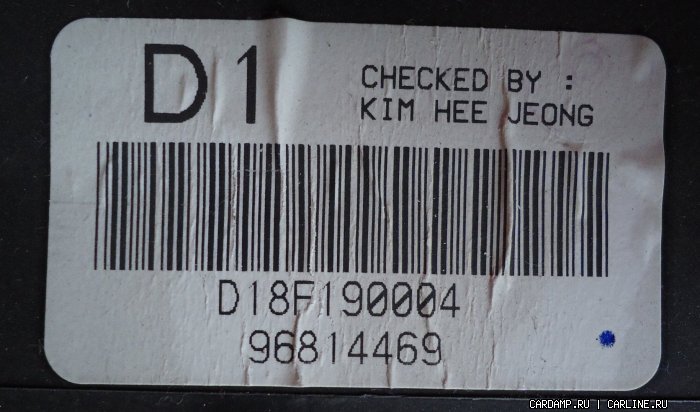 D1
CHECKED BY :
KIM HEE JEONG
D18F190004
96814469
CARDAMP.RU | CARLINE.RU